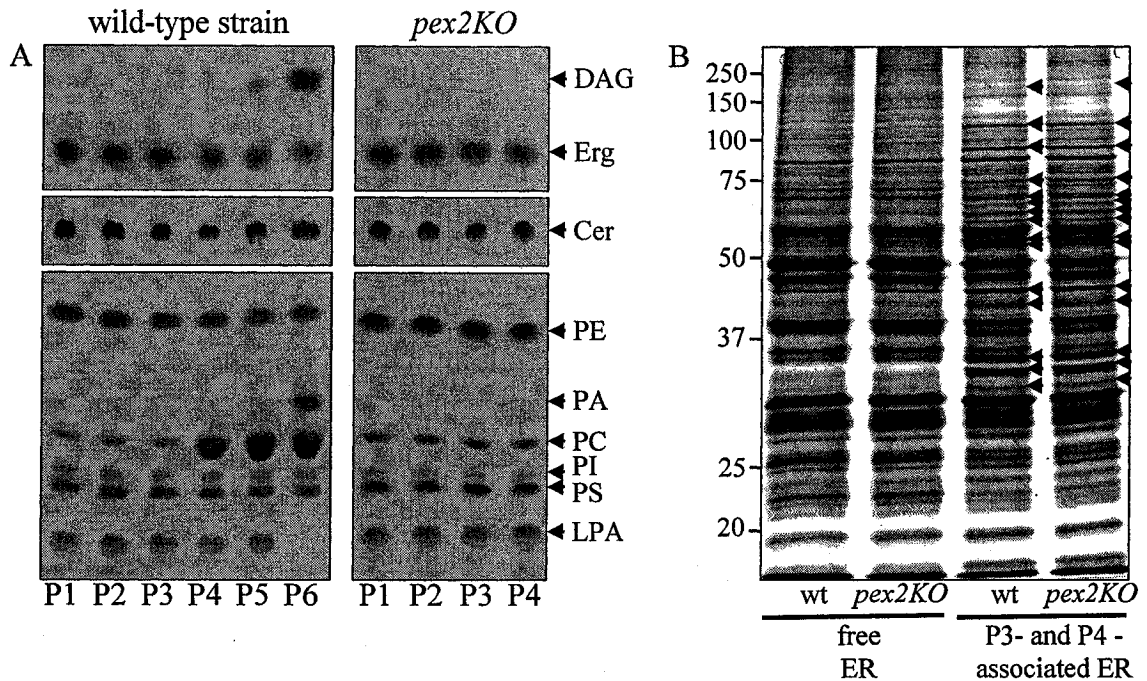 wild-type strain
pex2KO
A
DAG
Erg
Cer
PE
PA
PC
PI
PS
LPA
P1 P2 P3 P4 P5 P6
P1 P2 P3 P4
B
250
150
100
75
50
37
25
20
wt pex2KO wt pex2KO
free
ER
P3- and P4 -
associated ER